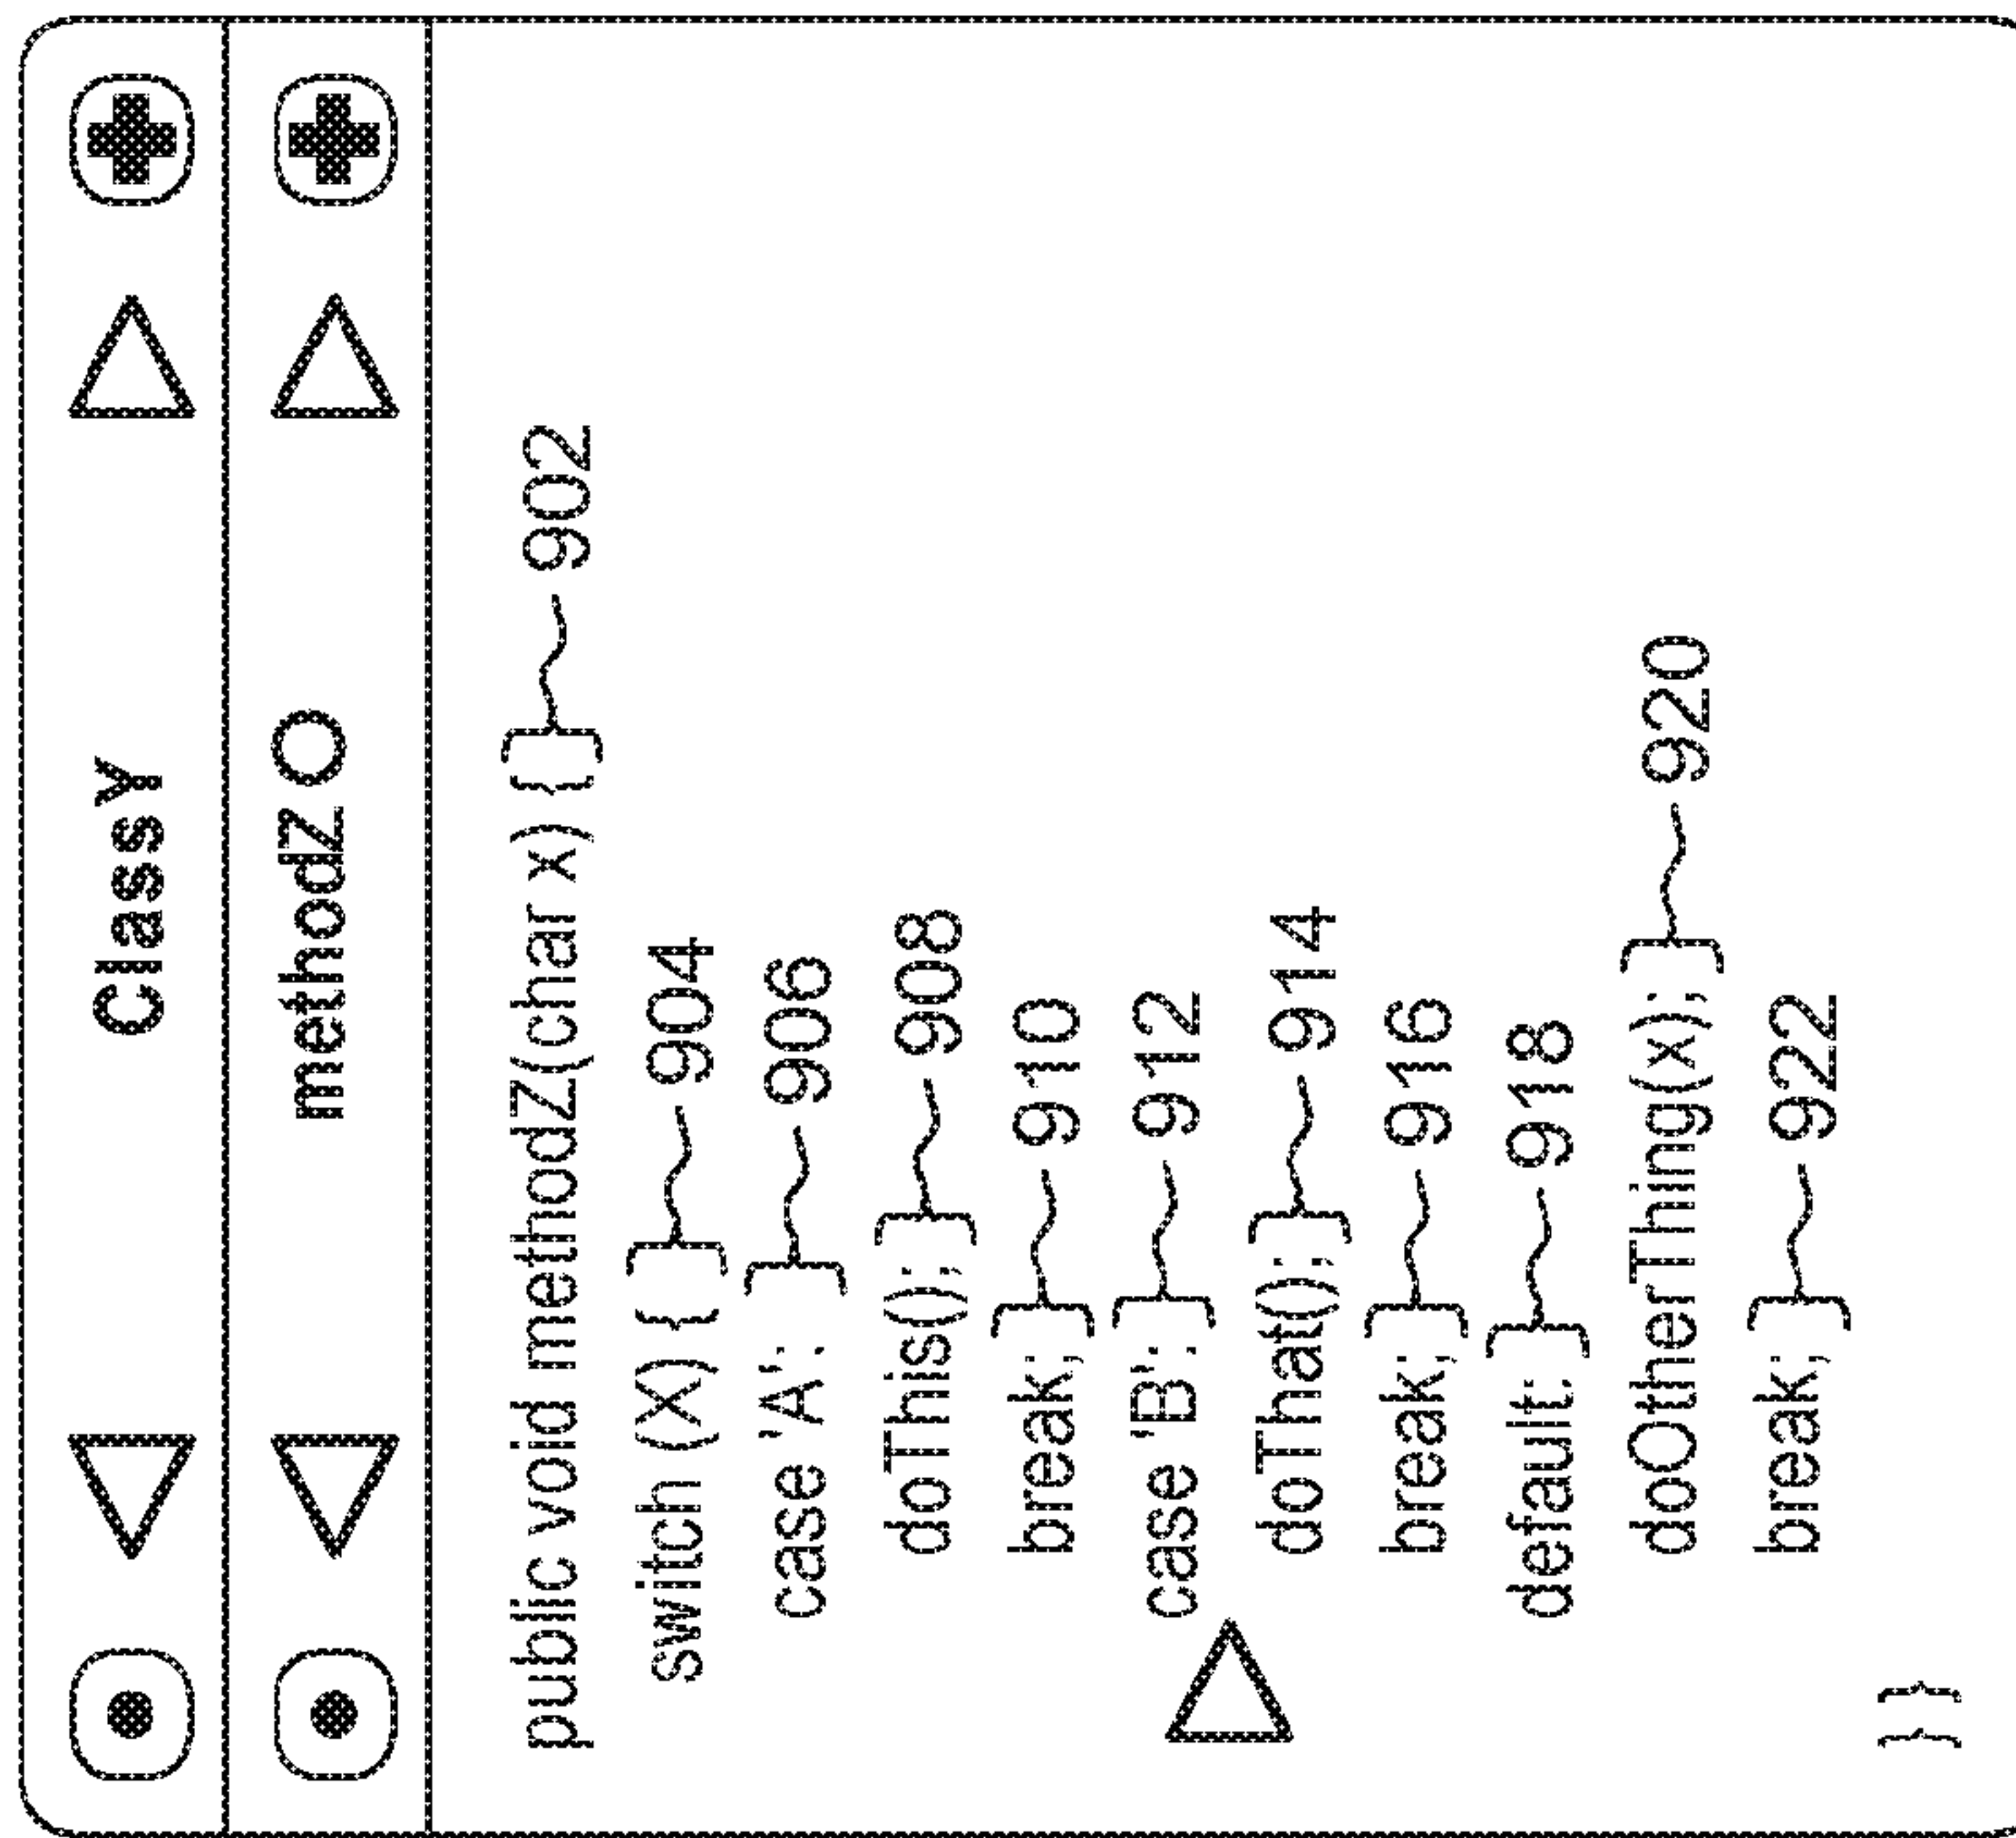 ClassY
methodZ()
public void methodZ(char x) { 902
switch (X) { 904
case 'A': 906
doThis(); 908
break; 910
case 'B': 912
doThat(); 914
break; 916
default: 918
doOtherThing(x); 920
break; 922
} }